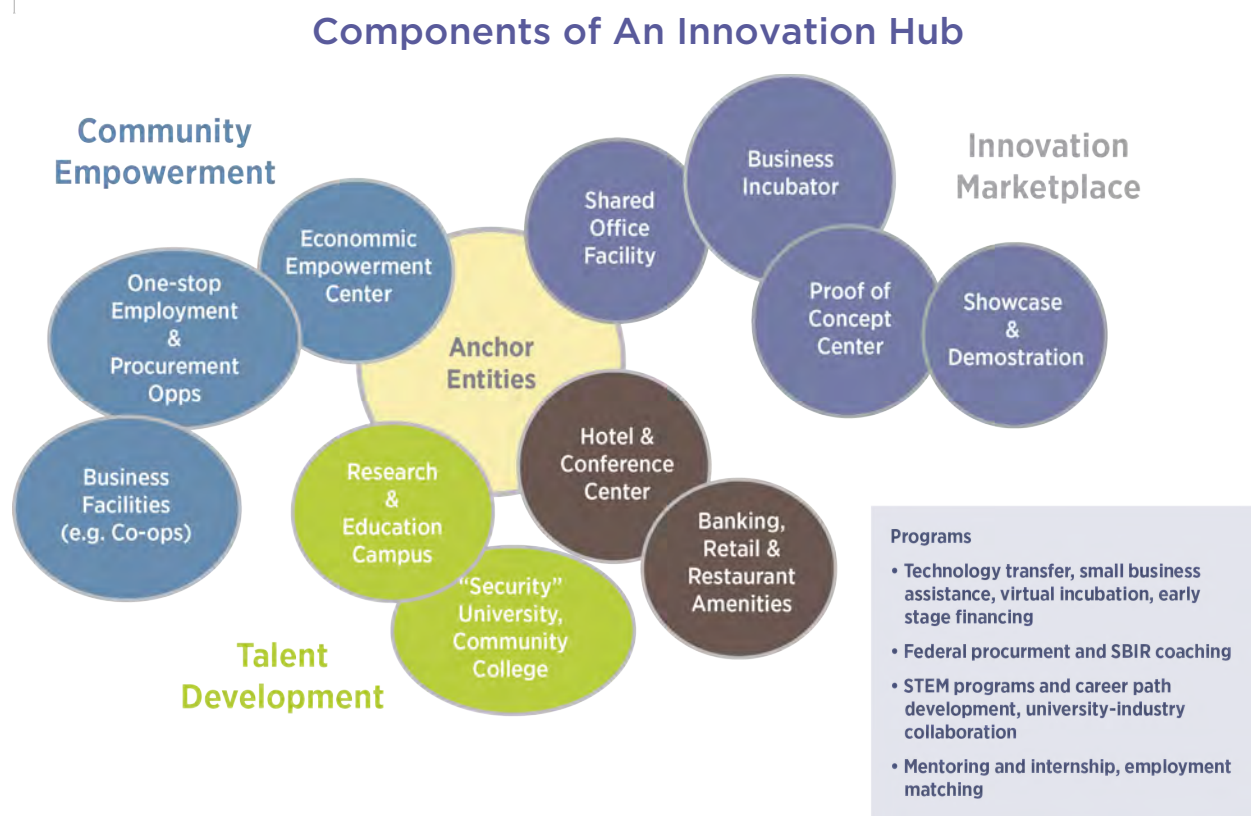 Components of An Innovation Hub
Community
Empowerment
Innovation
Marketplace
Econommic
Empowerment
Center
One-stop
Employment
&
Procurement
Opps
Business
Facilities
(e.g. Co-ops)
Anchor
Entities
Shared
Office
Facility
Business
Incubator
Proof of
Concept
Center
Showcase
&
Demostration
Hotel &
Conference
Center
Banking,
Retail &
Restaurant
Amenities
Research
&
Education
Campus
“Security”
University,
Community
College
Talent
Development
Programs
• Technology transfer, small business
assistance, virtual incubation, early
stage financing
• Federal procurment and SBIR coaching
• STEM programs and career path
development, university-industry
collaboration
• Mentoring and internship, employment
matching